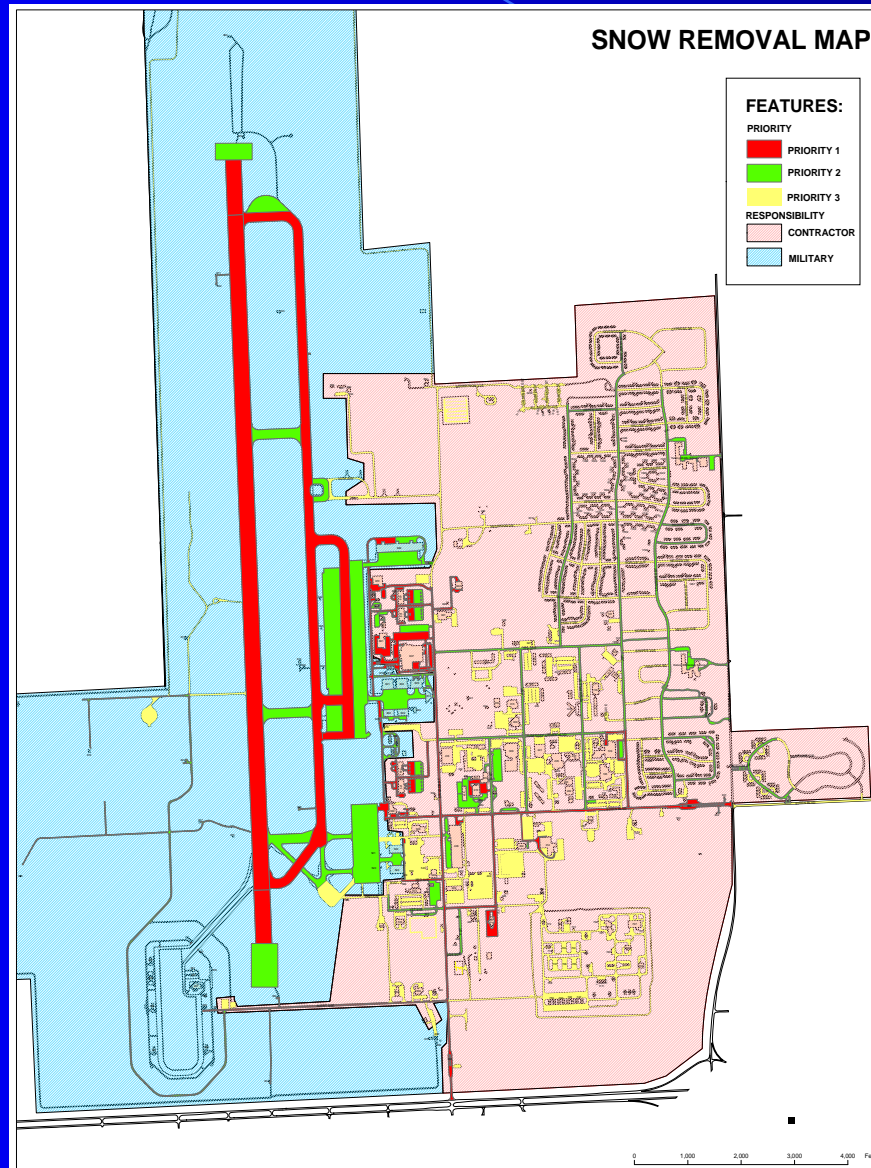 SNOW REMOVAL MAP
FEATURES:
PRIORITY
PRIORITY 1
PRIORITY 2
PRIORITY 3
RESPONSIBILITY
CONTRACTOR
MILITARY
0 1,000 2,000 3,000 4,000 Fe